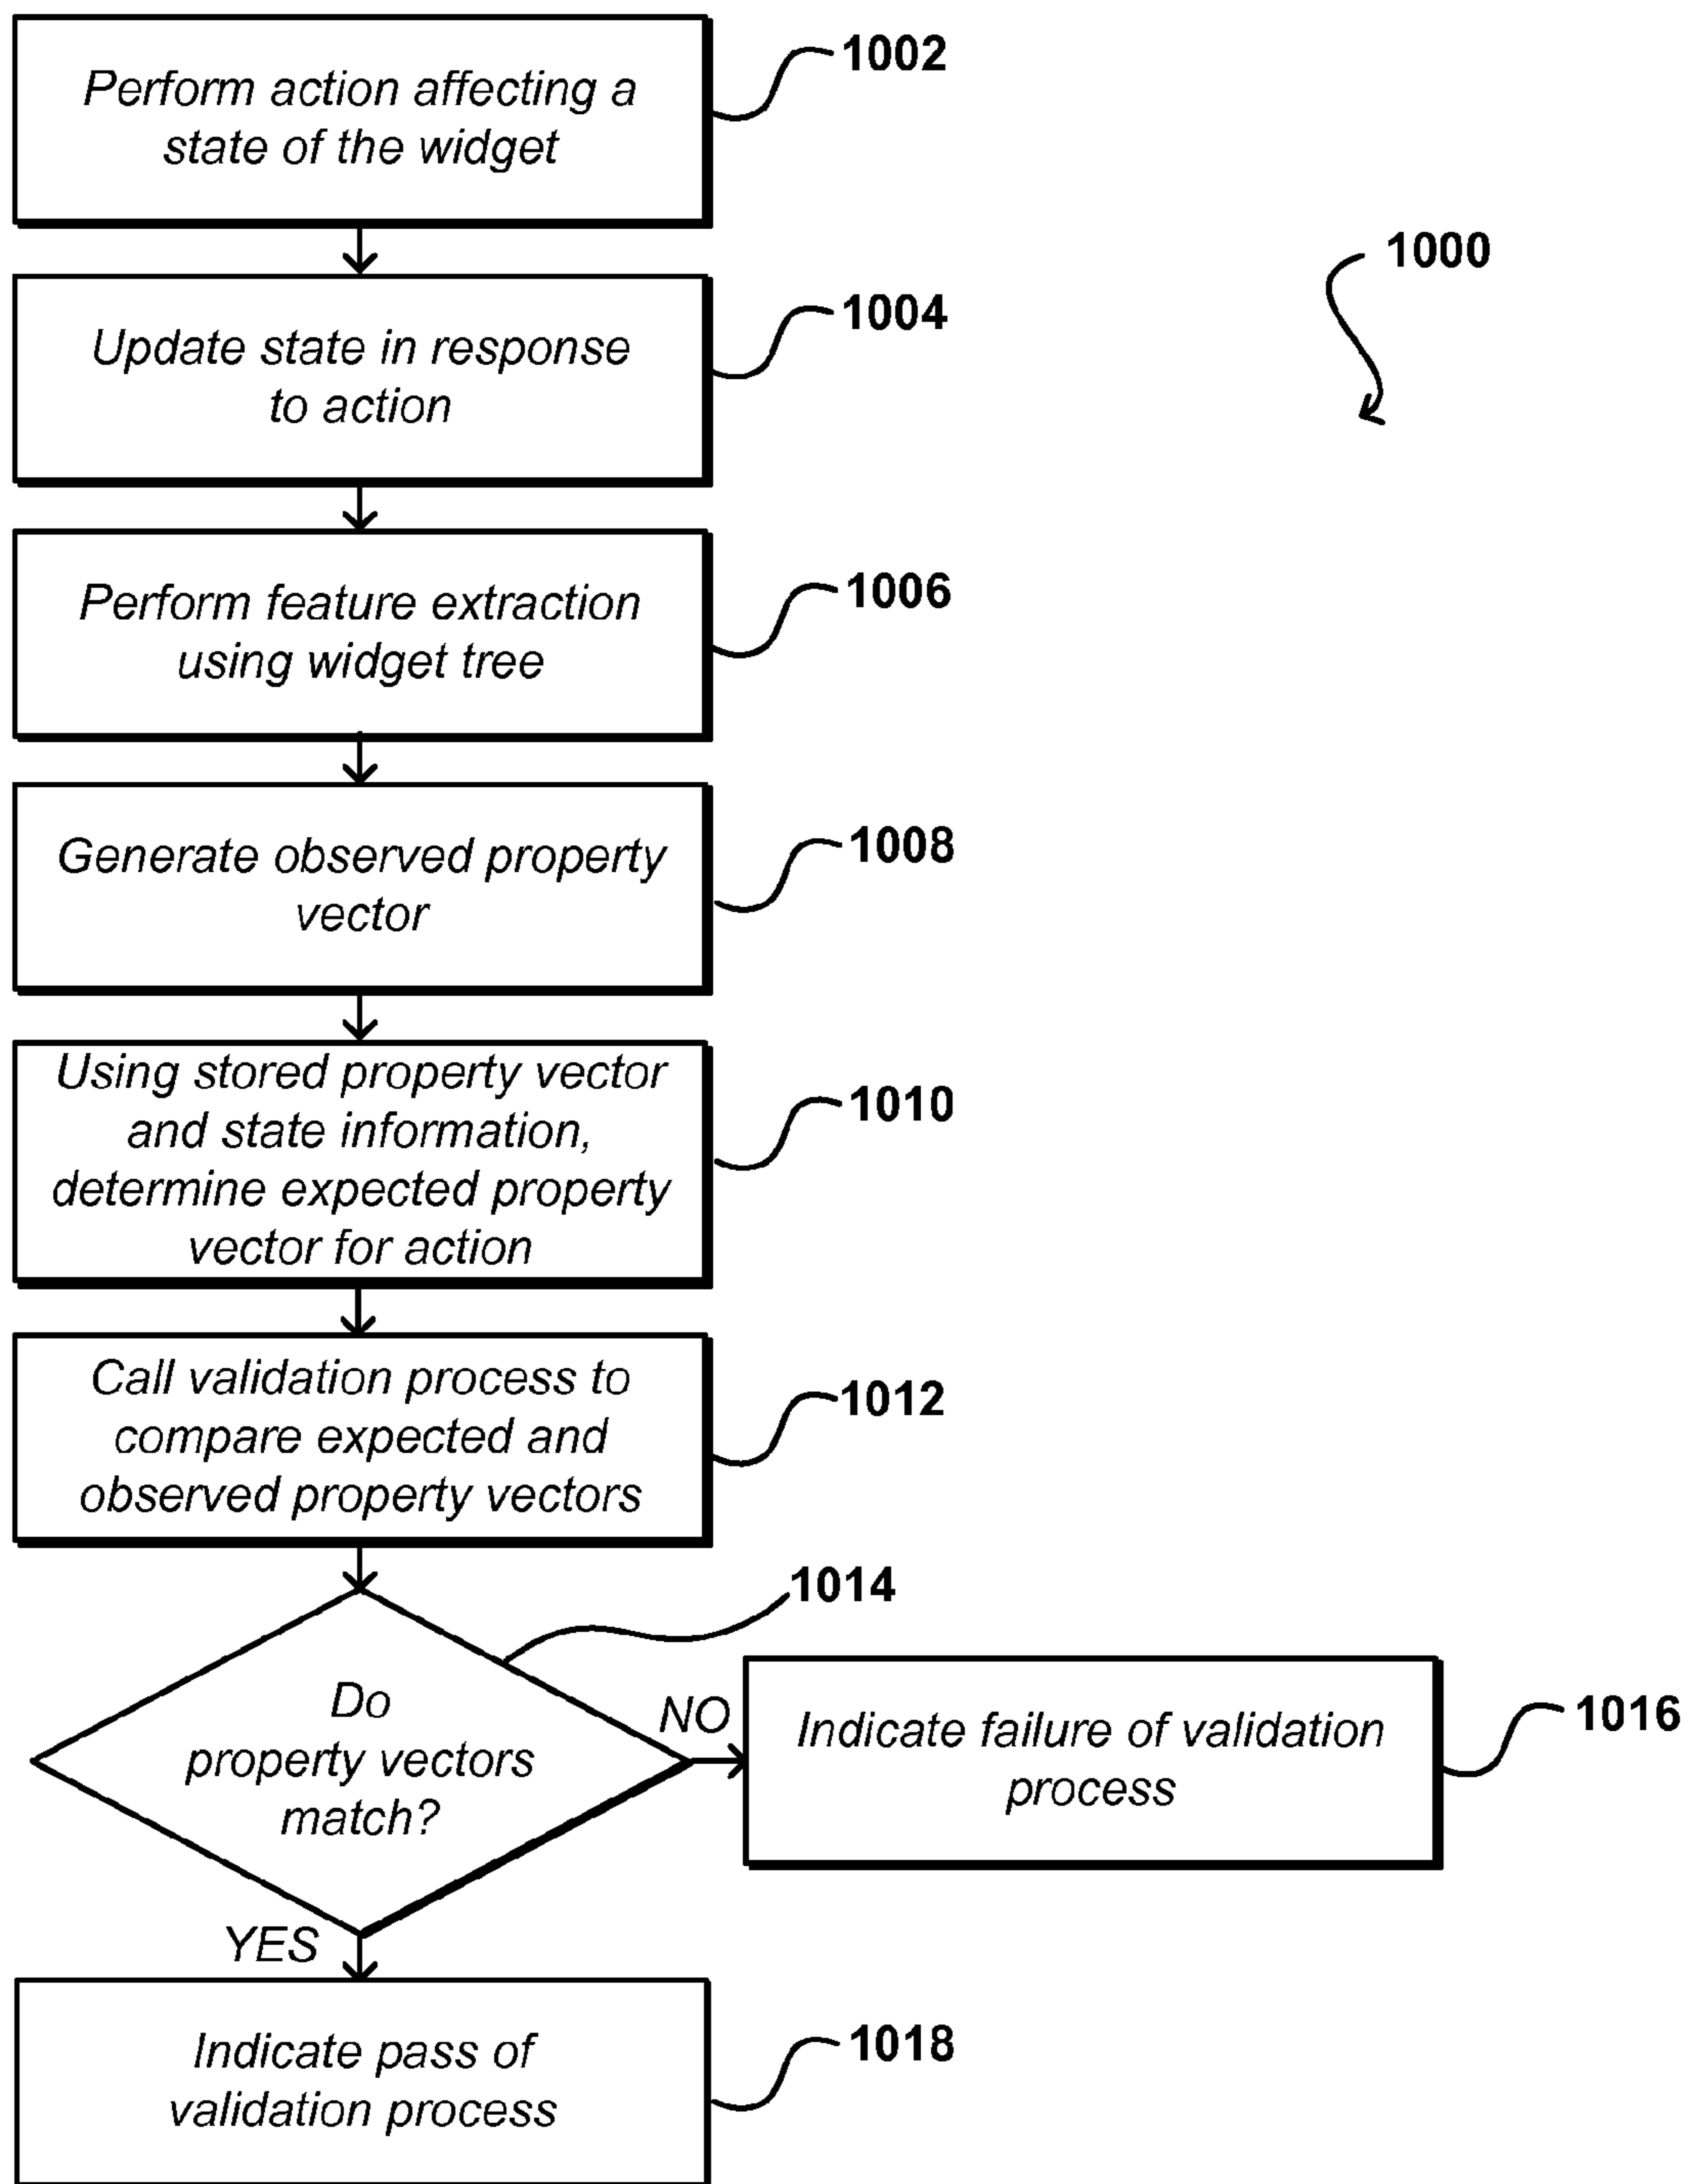 Perform action affecting a
state of the widget
1002
1000
Update state in response
to action
1004
Perform feature extraction
using widget tree
1006
Generate observed property
vector
1008
Using stored property vector
and state information,
determine expected property
vector for action
1010
Call validation process to
compare expected and
observed property vectors
1012
1014
Do
property vectors
match?
NO
Indicate failure of validation
process
1016
YES
Indicate pass of
validation process
1018